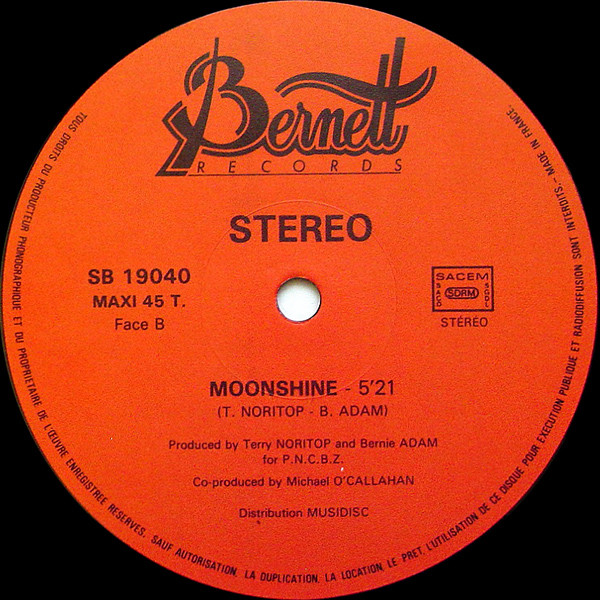 Bernett
RECORDS
STEREO
SB 19040
MAXI 45 T.
Face B
SACEM
SACD
SDRM
SGDL
STÉRÉO
MOONSHINE - 5'21
(T. NORITOP - B. ADAM)
Produced by Terry NORITOP and Bernie ADAM
for P.N.C.B.Z.
Co-produced by Michael O'CALLAHAN
Distribution MUSIDISC
TOUS DROITS DU PRODUCTEUR PHONOGRAPHIQUE ET DU PROPRIETAIRE DE L'ŒUVRE ENREGISTREE RESERVES. SAUF AUTORISATION, LA DUPLICATION, LA LOCATION, LE PRET, L'UTILISATION DE CE DISQUE POUR EXECUTION PUBLIQUE ET RADIODIFFUSION SONT INTERDITS - MADE IN FRANCE.